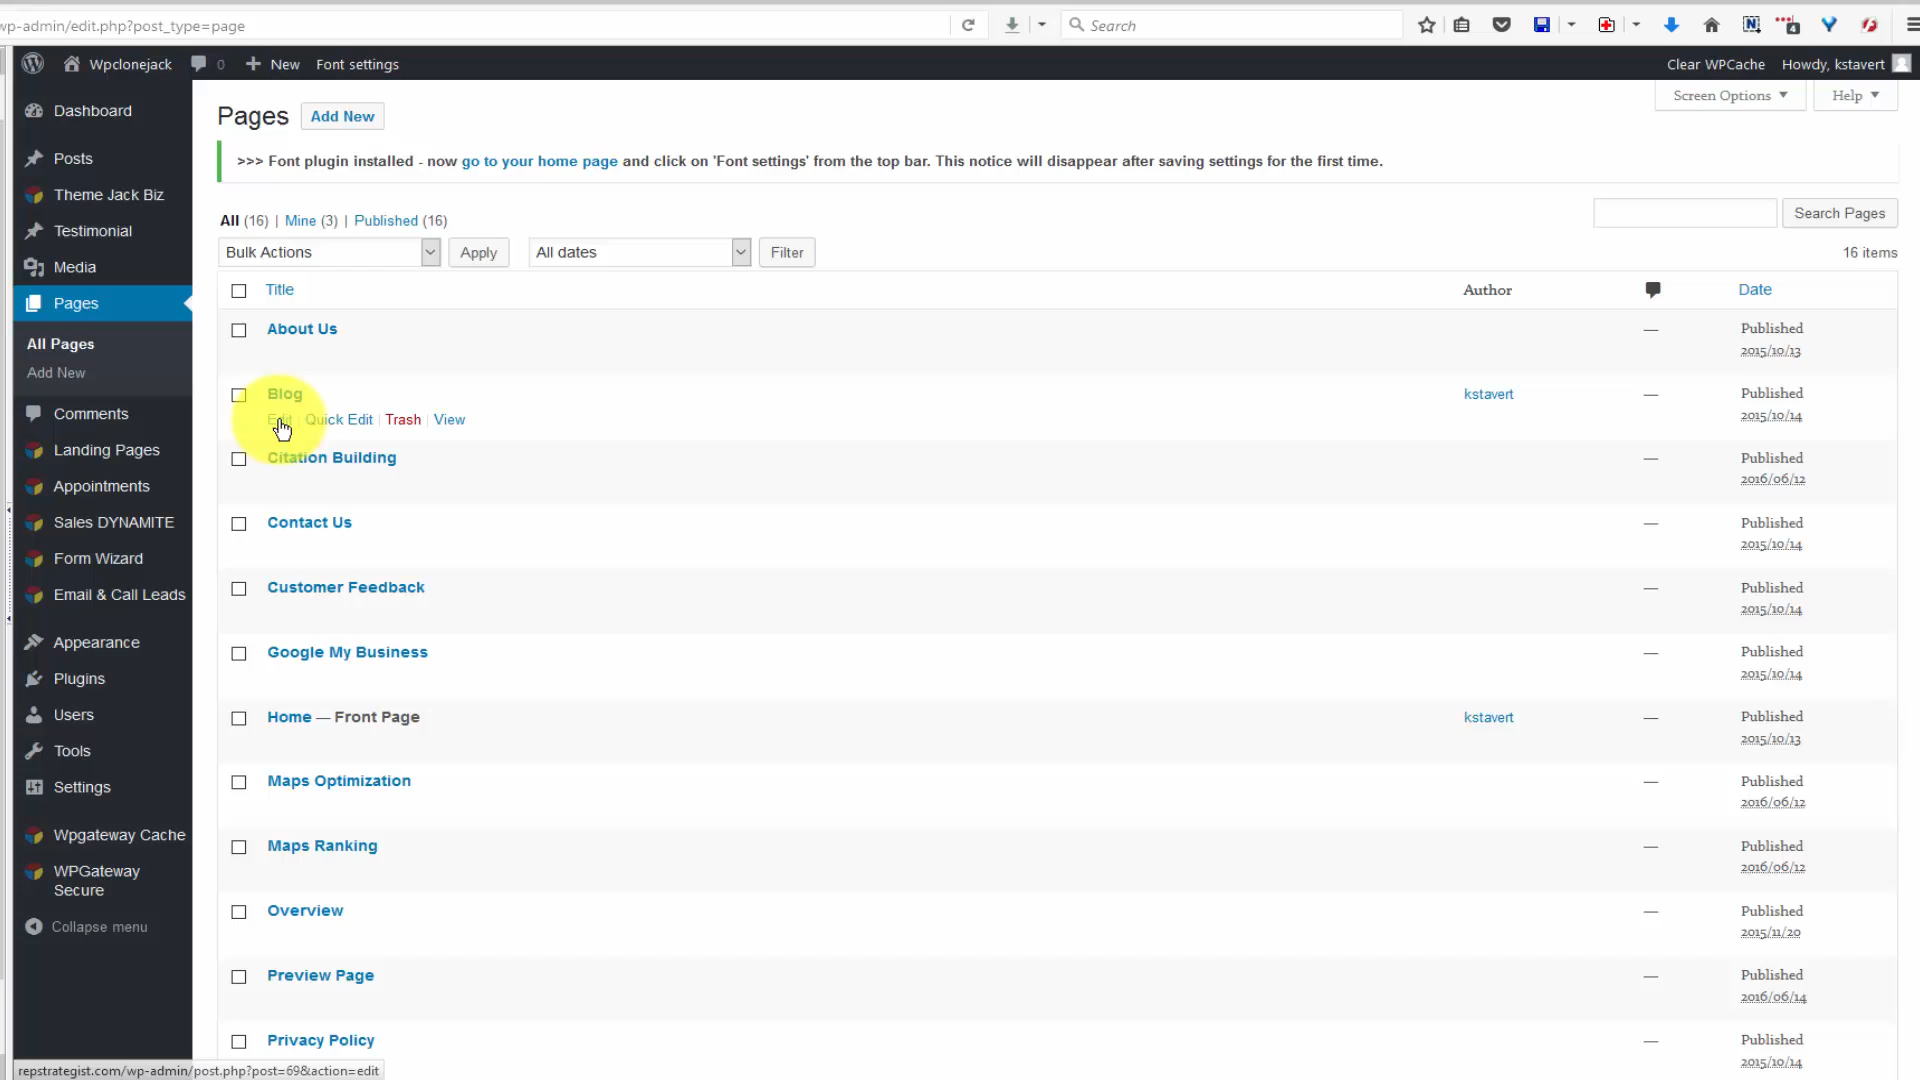 wp-admin/edit.php?post_type=page
Search
4
Wpclonejack
0
New
Font settings
Clear WPCache
Howdy, kstavert
Dashboard
Posts
Theme Jack Biz
Testimonial
Media
Pages
All Pages
Add New
Comments
Landing Pages
Appointments
Sales DYNAMITE
Form Wizard
Email & Call Leads
Appearance
Plugins
Users
Tools
Settings
Wpgateway Cache
WPGateway
Secure
Collapse menu
Screen Options
Help
Pages
Add New
>>> Font plugin installed - now go to your home page and click on 'Font settings' from the top bar. This notice will disappear after saving settings for the first time.
All (16) | Mine (3) | Published (16)
Search Pages
Bulk Actions
Apply
All dates
Filter
16 items
Title
Author
Date
About Us
—
Published
2015/10/13
Blog
kstavert
—
Published
2015/10/14
Edit | Quick Edit | Trash | View
Citation Building
—
Published
2016/06/12
Contact Us
—
Published
2015/10/14
Customer Feedback
—
Published
2015/10/14
Google My Business
—
Published
2015/10/14
Home — Front Page
kstavert
—
Published
2015/10/13
Maps Optimization
—
Published
2016/06/12
Maps Ranking
—
Published
2016/06/12
Overview
—
Published
2015/11/20
Preview Page
—
Published
2016/06/14
Privacy Policy
—
Published
2015/10/14
repstrategist.com/wp-admin/post.php?post=69&action=edit